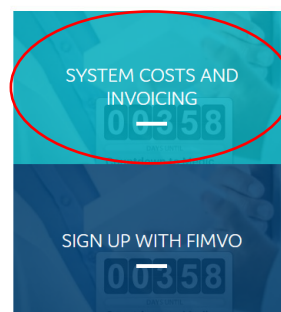 SYSTEM COSTS AND
INVOICING
00358
SIGN UP WITH FIMVO
00358